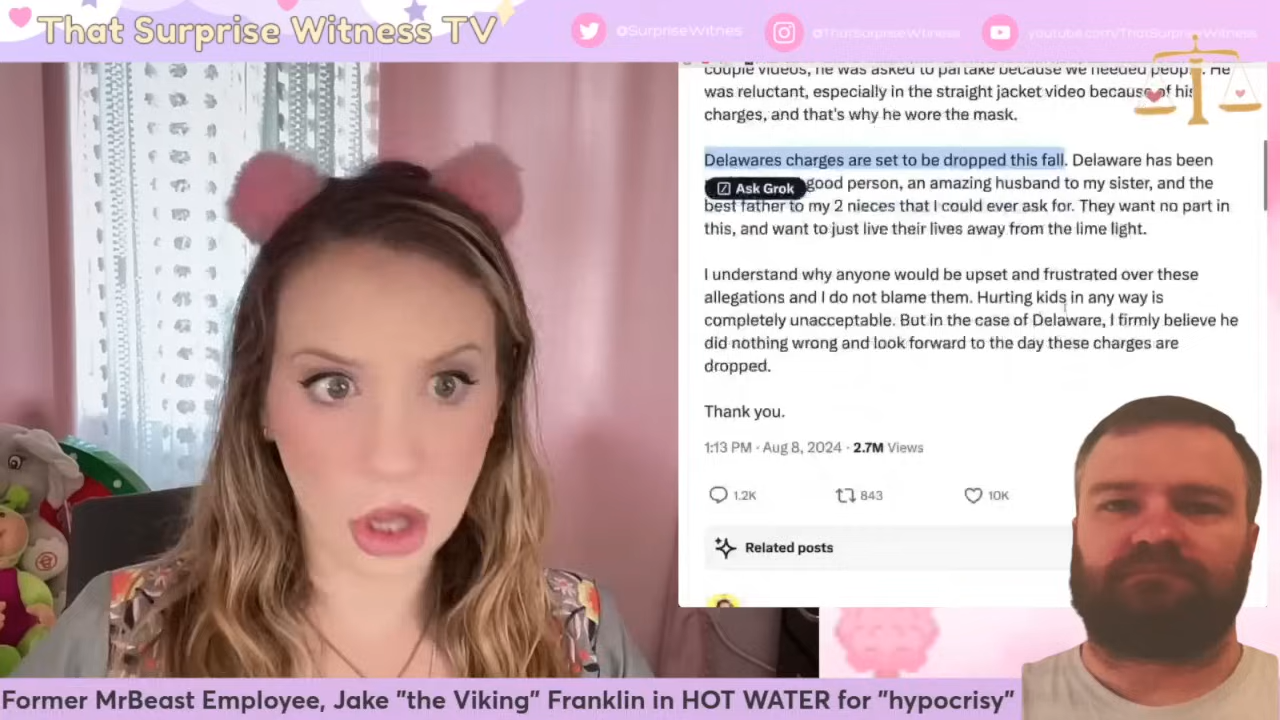 That Surprise Witness TV
@SurpriseWitnes
@ThatSurpriseWitness
youtube.com/ThatSurpriseWitness
couple videos, he was asked to partake because we needed people. He
was reluctant, especially in the straight jacket video because of his
charges, and that's why he wore the mask.
Delawares charges are set to be dropped this fall. Delaware has been
Ask Grok
good person, an amazing husband to my sister, and the
best father to my 2 nieces that I could ever ask for. They want no part in
this, and want to just live their lives away from the lime light.
I understand why anyone would be upset and frustrated over these
allegations and I do not blame them. Hurting kids in any way is
completely unacceptable. But in the case of Delaware, I firmly believe he
did nothing wrong and look forward to the day these charges are
dropped.
Thank you.
1:13 PM · Aug 8, 2024 · 2.7M Views
1.2K
843
10K
Related posts
Former MrBeast Employee, Jake "the Viking" Franklin in HOT WATER for "hypocrisy"